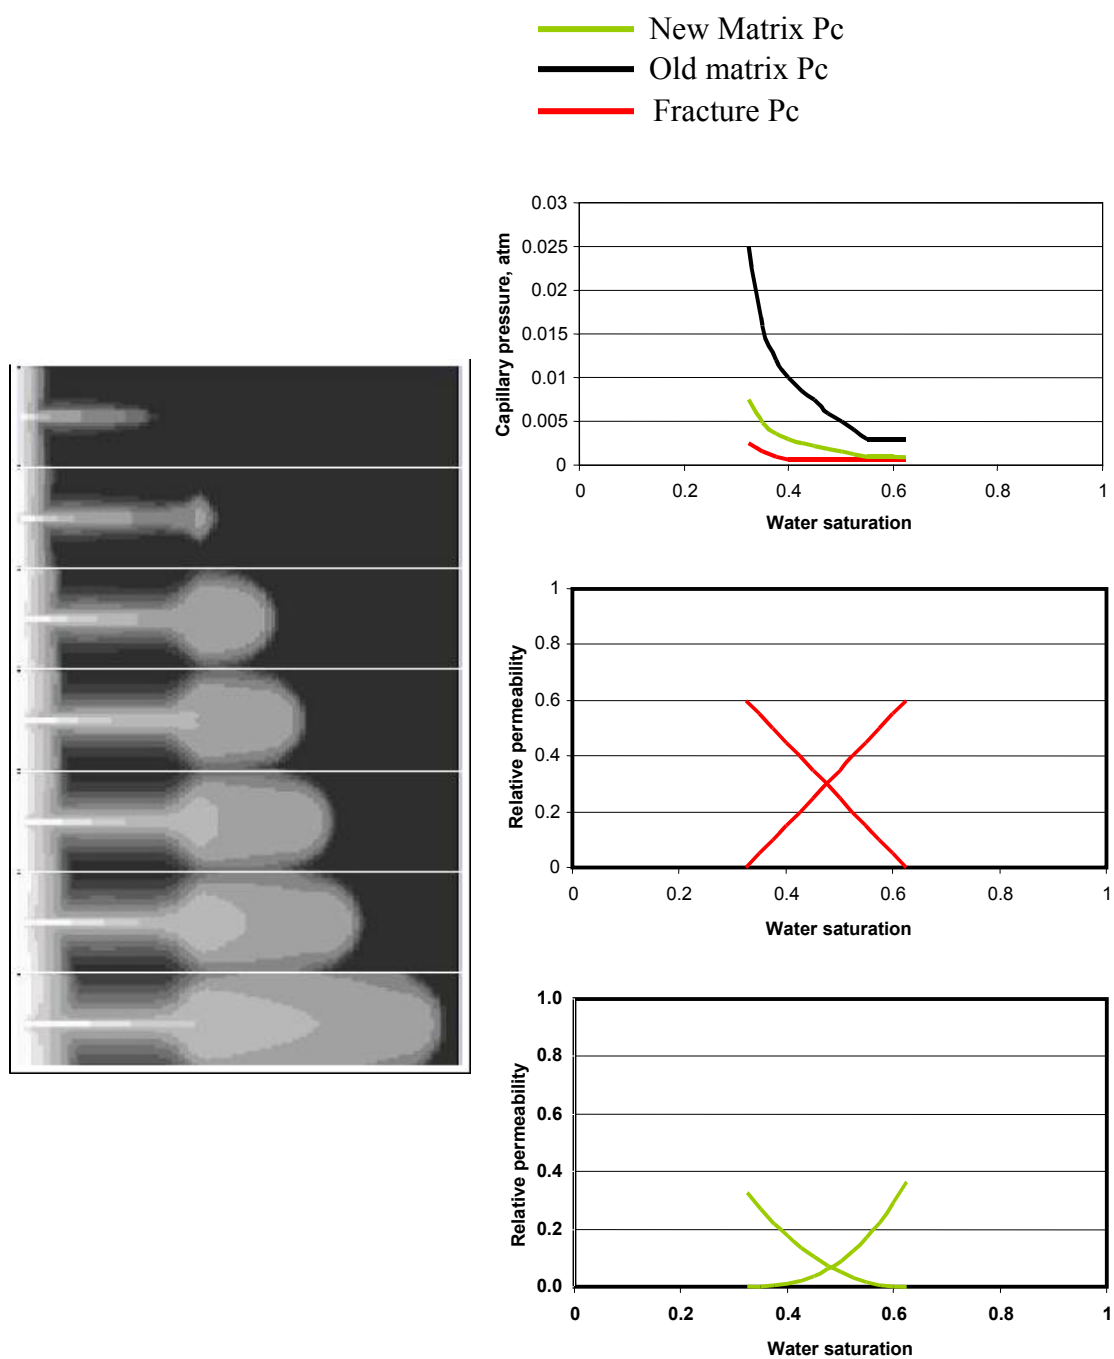 New Matrix Pc
Old matrix Pc
Fracture Pc
0.03
0.025
0.02
0.015
0.01
0.005
0
Capillary pressure, atm
0 0.2 0.4 0.6 0.8 1
Water saturation
1
0.8
0.6
0.4
0.2
0
Relative permeability
0 0.2 0.4 0.6 0.8 1
Water saturation
1.0
0.8
0.6
0.4
0.2
0.0
Relative permeability
0 0.2 0.4 0.6 0.8 1
Water saturation